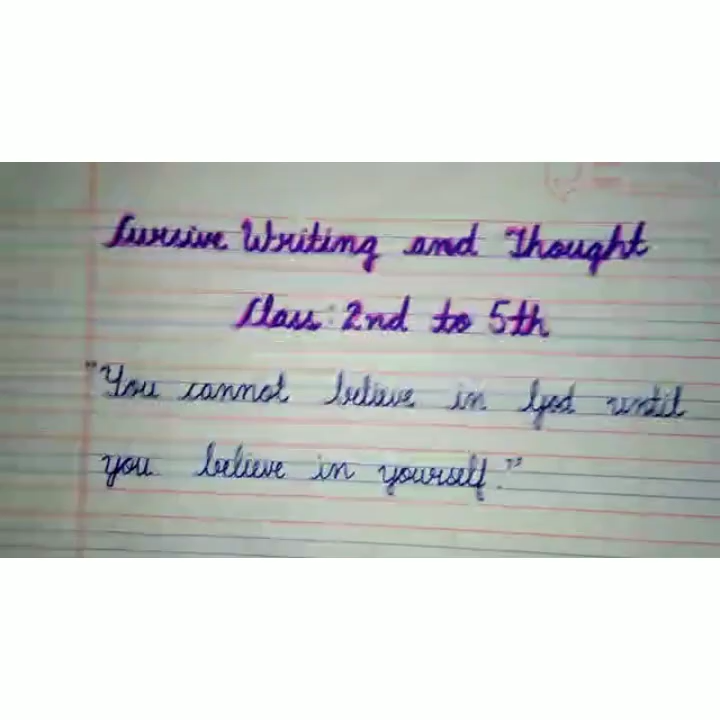 Cursive Writing and Thought
Class : 2nd to 5th
"You cannot believe in God until
you believe in yourself."